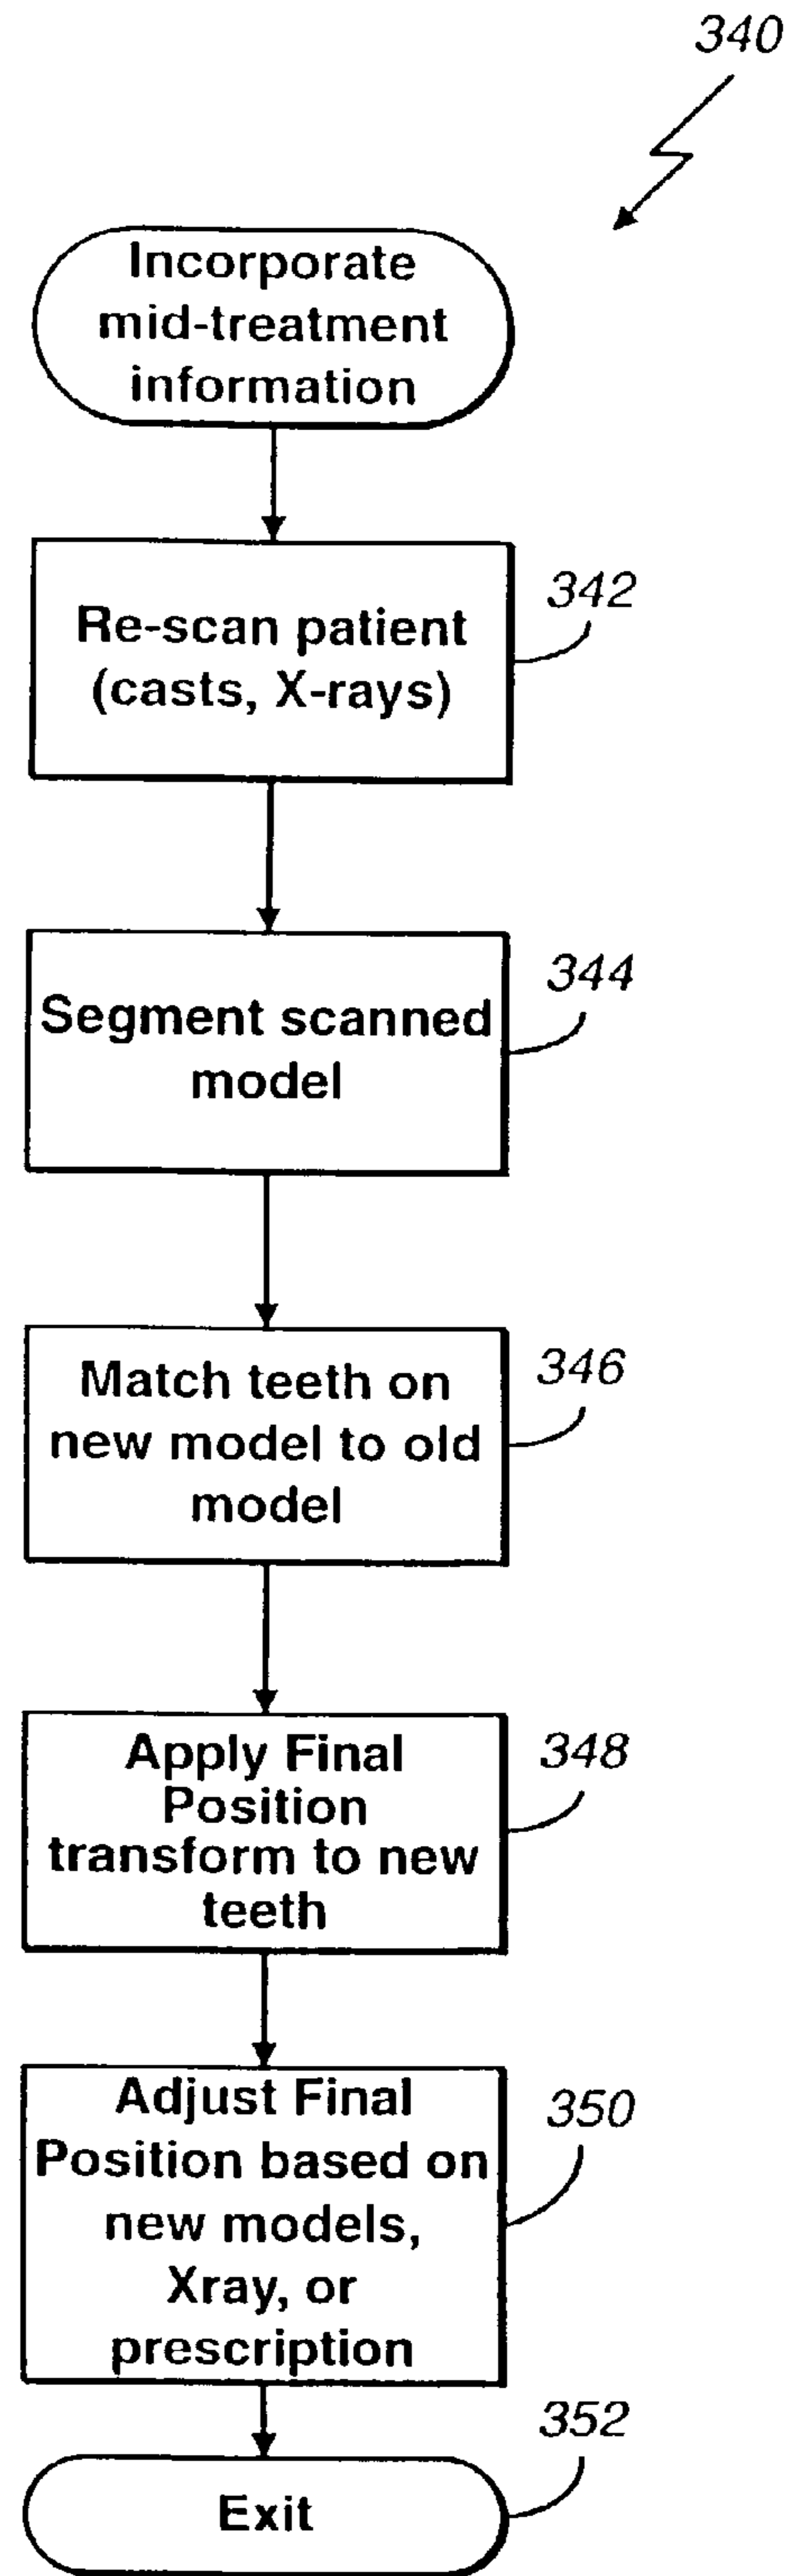 340
Incorporate
mid-treatment
information
Re-scan patient
(casts, X-rays)
342
Segment scanned
model
344
Match teeth on
new model to old
model
346
Apply Final
Position
transform to new
teeth
348
Adjust Final
Position based on
new models,
Xray, or
prescription
350
Exit
352